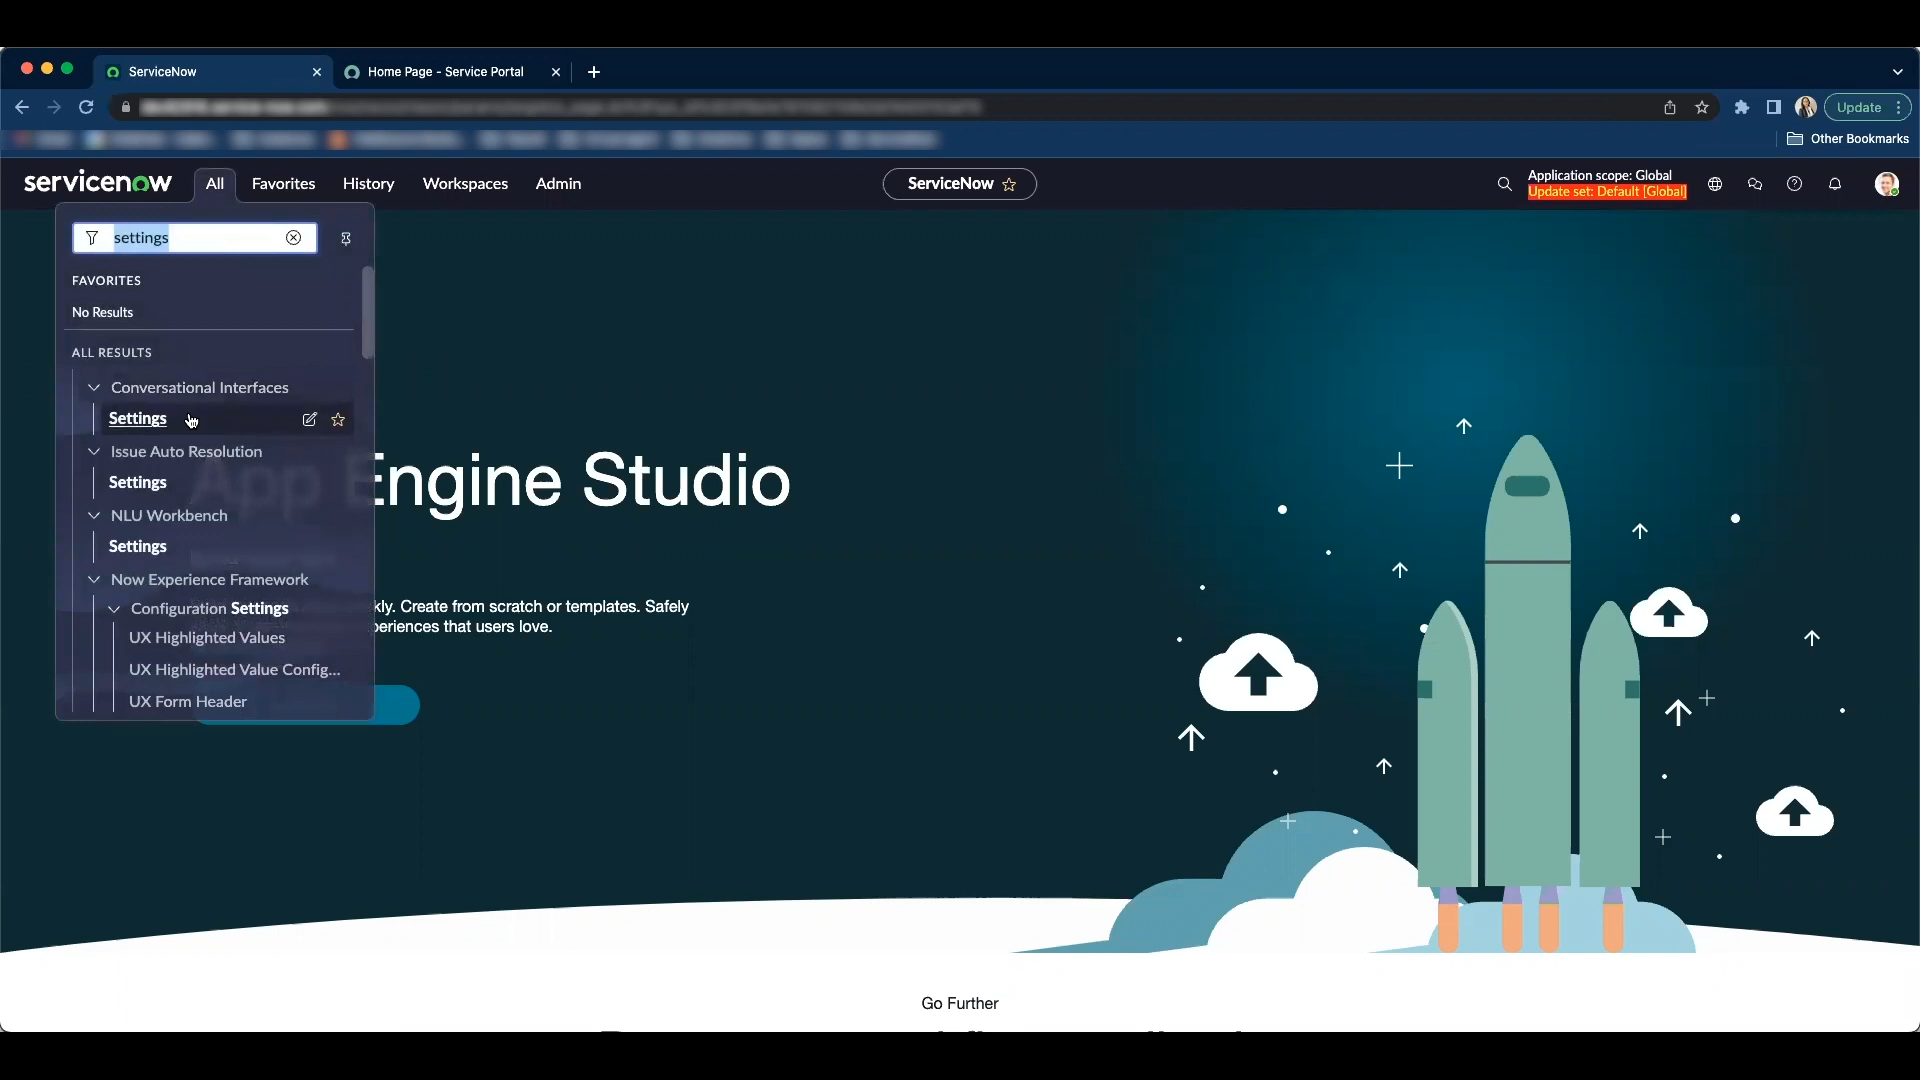 ServiceNow
Home Page - Service Portal
Update
Other Bookmarks
servicenow
All
Favorites
History
Workspaces
Admin
ServiceNow
Application scope: Global
Update set: Default [Global]
settings
FAVORITES
No Results
ALL RESULTS
Conversational Interfaces
Settings
Issue Auto Resolution
Settings
NLU Workbench
Settings
Now Experience Framework
Configuration Settings
UX Highlighted Values
UX Highlighted Value Config...
UX Form Header
App Engine Studio
kly. Create from scratch or templates. Safely
periences that users love.
Go Further